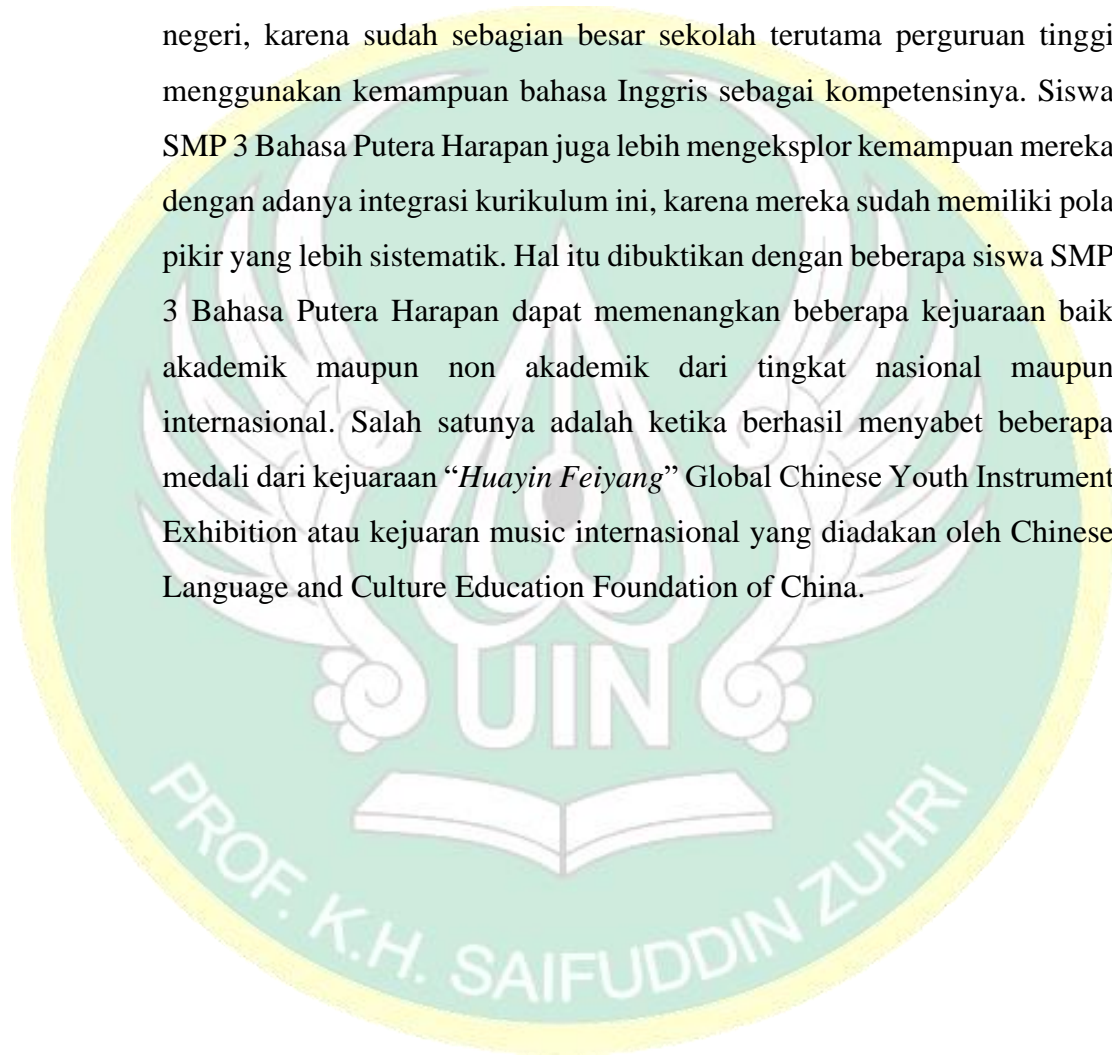 negeri, karena sudah sebagian besar sekolah terutama perguruan tinggi
menggunakan kemampuan bahasa Inggris sebagai kompetensinya. Siswa
SMP 3 Bahasa Putera Harapan juga lebih mengeksplor kemampuan mereka
dengan adanya integrasi kurikulum ini, karena mereka sudah memiliki pola
pikir yang lebih sistematik. Hal itu dibuktikan dengan beberapa siswa SMP
3 Bahasa Putera Harapan dapat memenangkan beberapa kejuaraan baik
akademik maupun non akademik dari tingkat nasional maupun
internasional. Salah satunya adalah ketika berhasil menyabet beberapa
medali dari kejuaraan “Huayin Feiyang” Global Chinese Youth Instrument
Exhibition atau kejuaran music internasional yang diadakan oleh Chinese
Language and Culture Education Foundation of China.
UIN
PROF. K.H. SAIFUDDIN ZUHRI